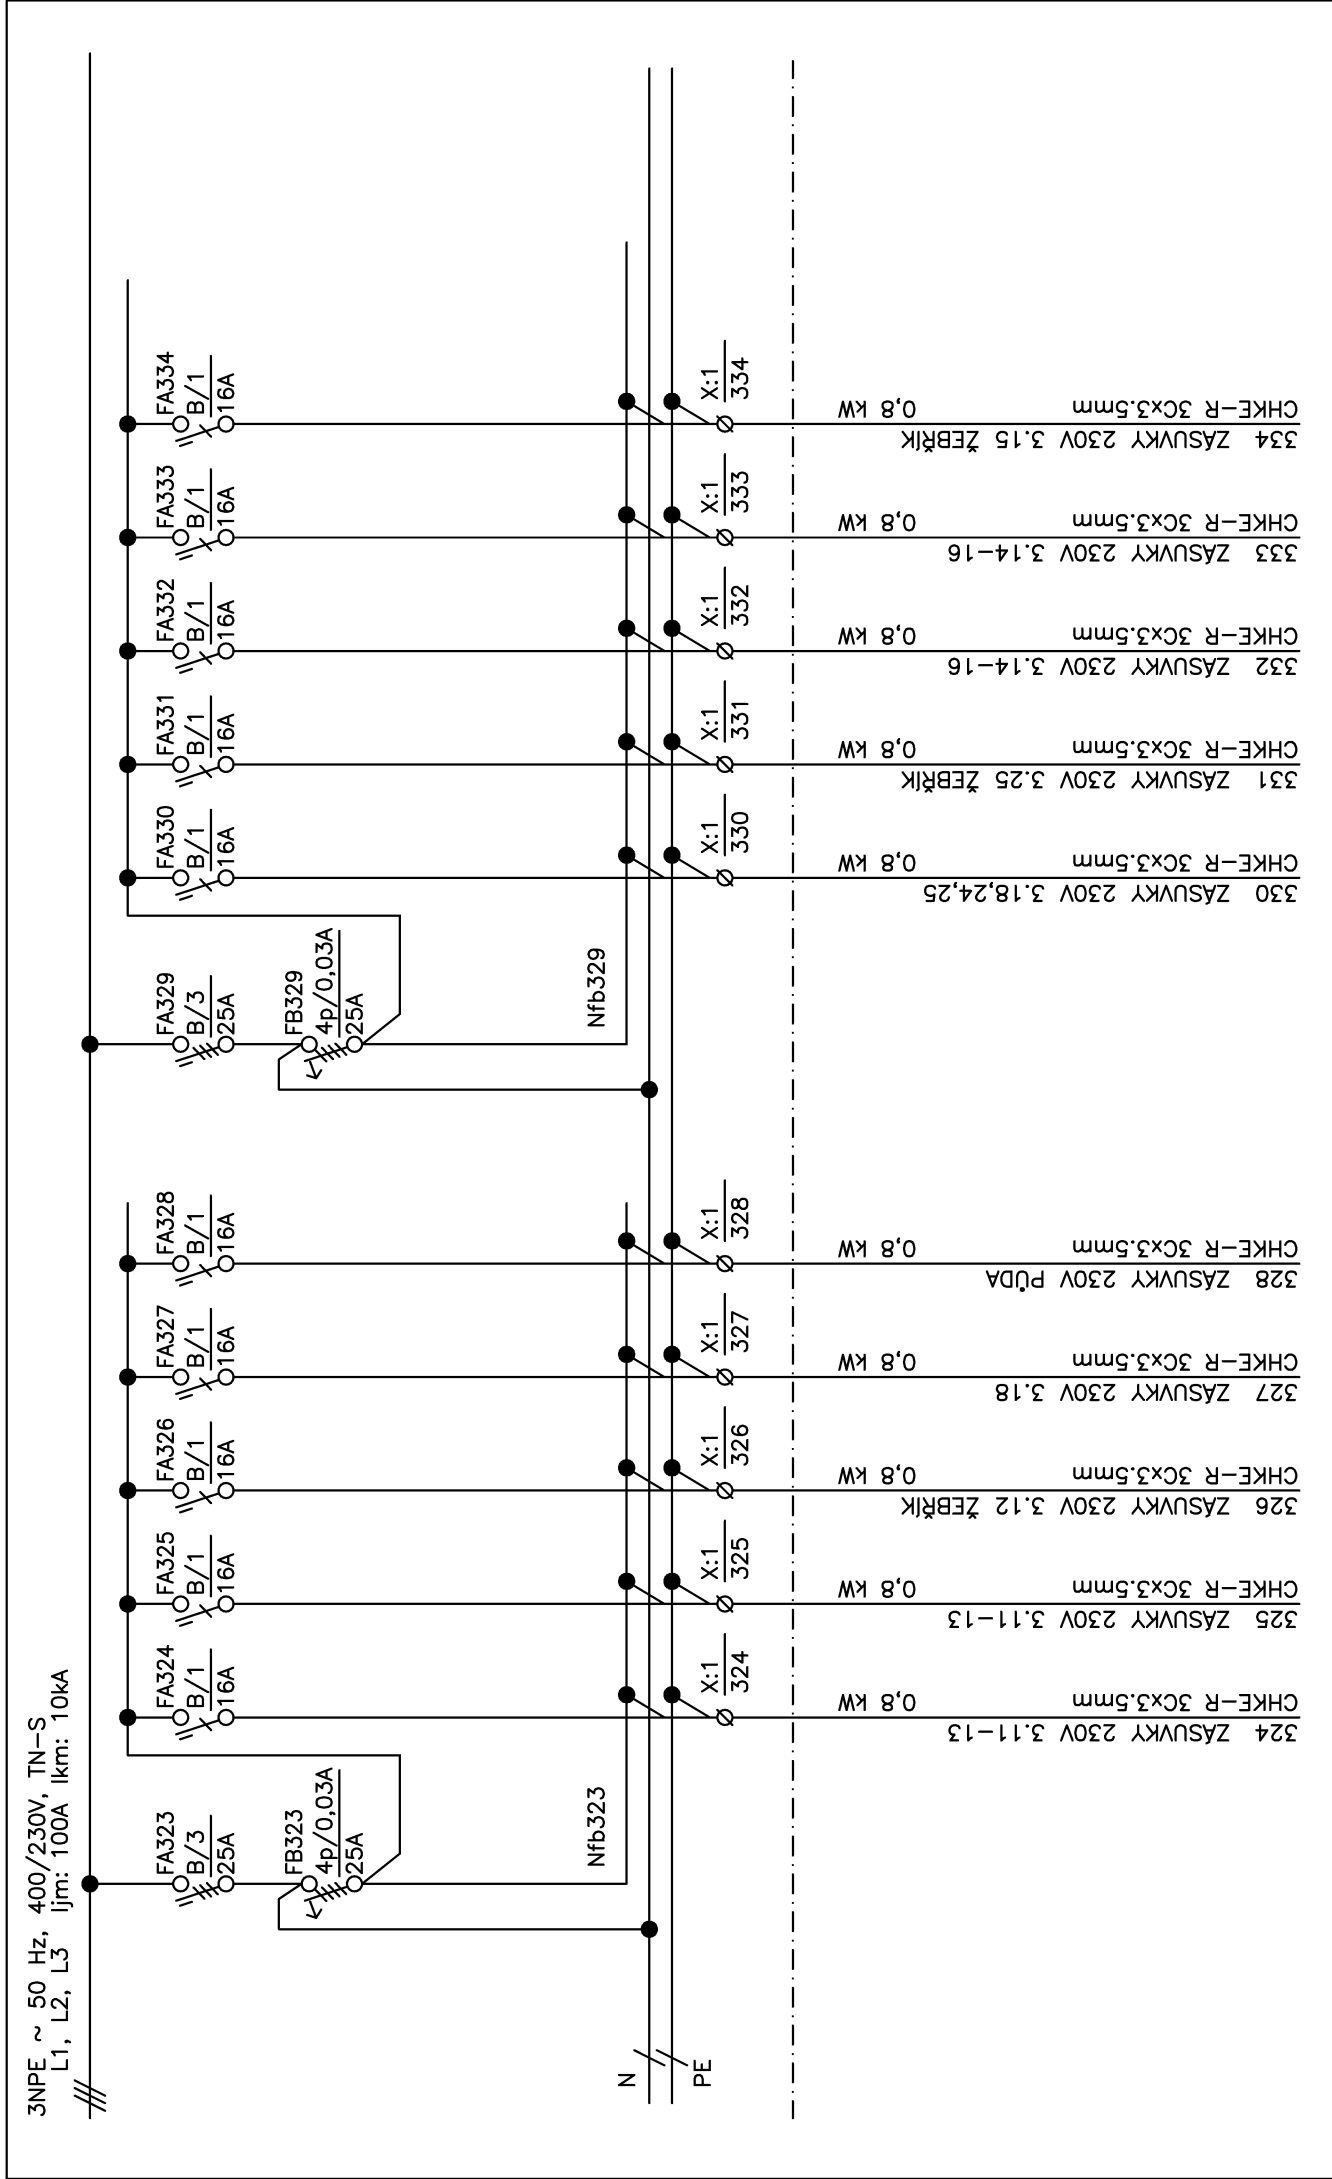 3NPE ~ 50 Hz, 400/230V, TN-S
L1, L2, L3 Ijm: 100A Ikm: 10kA
FA323
B/3
25A
FB323
4p/0,03A
25A
Nfb323
FA324
B/1
16A
FA325
B/1
16A
FA326
B/1
16A
FA327
B/1
16A
FA328
B/1
16A
FA329
B/3
25A
FB329
4p/0,03A
25A
Nfb329
FA330
B/1
16A
FA331
B/1
16A
FA332
B/1
16A
FA333
B/1
16A
FA334
B/1
16A
N
PE
X:1
324
X:1
325
X:1
326
X:1
327
X:1
328
X:1
330
X:1
331
X:1
332
X:1
333
X:1
334
324 ZÁSUVKY 230V 3.11-13
CHKE-R 3Cx3.5mm 0,8 kW
325 ZÁSUVKY 230V 3.11-13
CHKE-R 3Cx3.5mm 0,8 kW
326 ZÁSUVKY 230V 3.12 ŽEBŘÍK
CHKE-R 3Cx3.5mm 0,8 kW
327 ZÁSUVKY 230V 3.18
CHKE-R 3Cx3.5mm 0,8 kW
328 ZÁSUVKY 230V PŮDA
CHKE-R 3Cx3.5mm 0,8 kW
330 ZÁSUVKY 230V 3.18,24,25
CHKE-R 3Cx3.5mm 0,8 kW
331 ZÁSUVKY 230V 3.25 ŽEBŘÍK
CHKE-R 3Cx3.5mm 0,8 kW
332 ZÁSUVKY 230V 3.14-16
CHKE-R 3Cx3.5mm 0,8 kW
333 ZÁSUVKY 230V 3.14-16
CHKE-R 3Cx3.5mm 0,8 kW
334 ZÁSUVKY 230V 3.15 ŽEBŘÍK
CHKE-R 3Cx3.5mm 0,8 kW